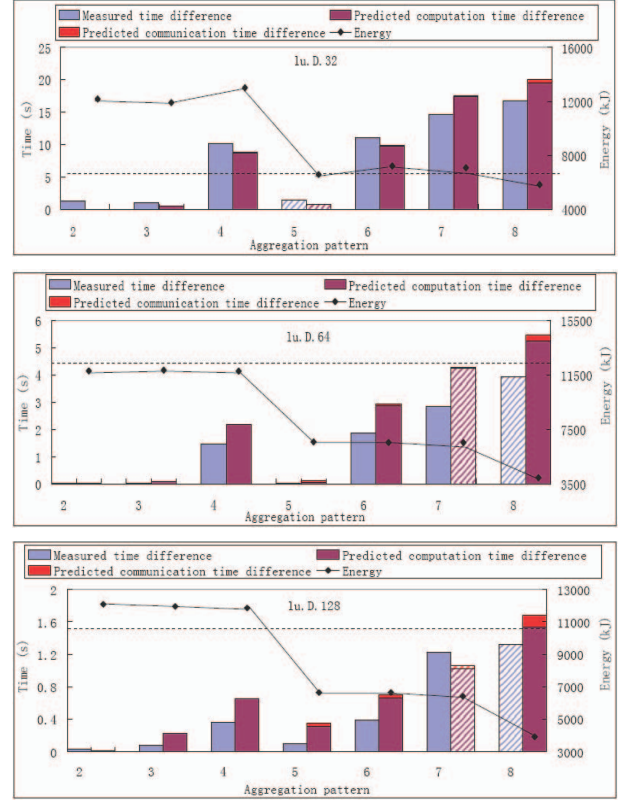 Measured time difference Predicted computation time difference
Predicted communication time difference Energy
lu.D.32
25
20
15
10
5
0
Time (s)
16000
12000
8000
4000
Energy (kJ)
2 3 4 5 6 7 8
Aggregation pattern
Measured time difference Predicted computation time difference
Predicted communication time difference Energy
lu.D.64
6
5
4
3
2
1
0
Time (s)
15500
11500
7500
3500
Energy (kJ)
2 3 4 5 6 7 8
Aggregation pattern
Measured time difference Predicted computation time difference
Predicted communication time difference Energy
lu.D.128
2
1.6
1.2
0.8
0.4
0
Time (s)
13000
11000
9000
7000
5000
3000
Energy (kJ)
2 3 4 5 6 7 8
Aggregation pattern